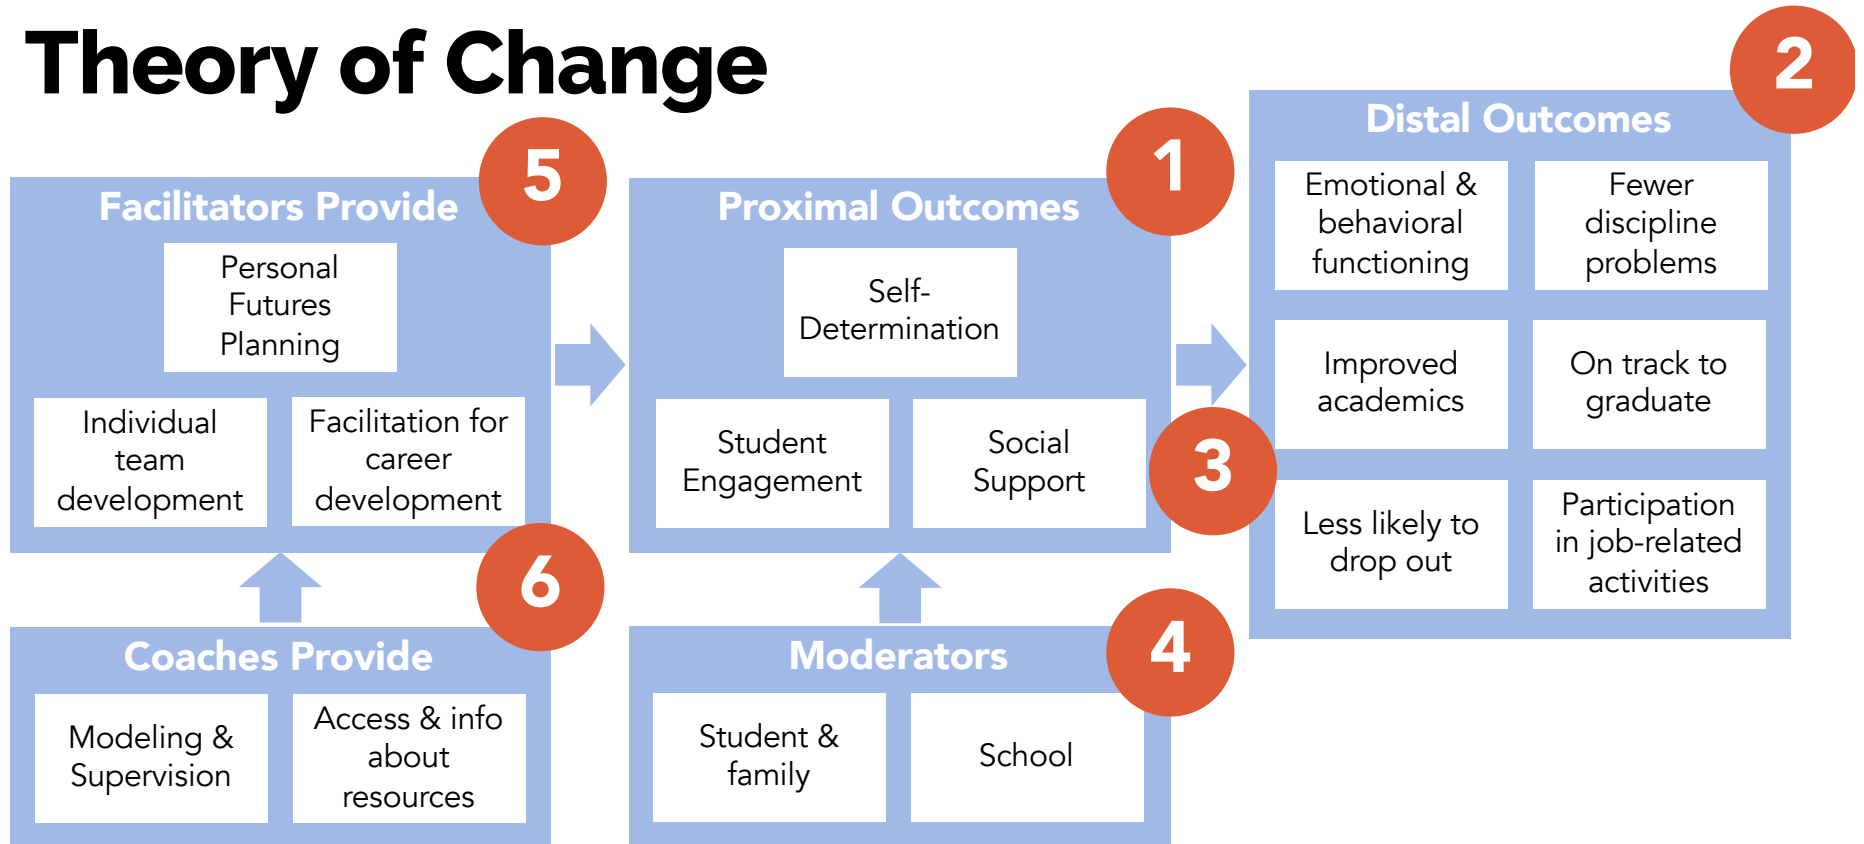 Theory of Change
5
Facilitators Provide
Personal
Futures
Planning
Individual
team
development
Facilitation for
career
development
6
Coaches Provide
Modeling &
Supervision
Access & info
about
resources
1
Proximal Outcomes
Self-
Determination
Student
Engagement
Social
Support
3
4
Moderators
Student &
family
School
2
Distal Outcomes
Emotional &
behavioral
functioning
Fewer
discipline
problems
Improved
academics
On track to
graduate
Less likely to
drop out
Participation
in job-related
activities